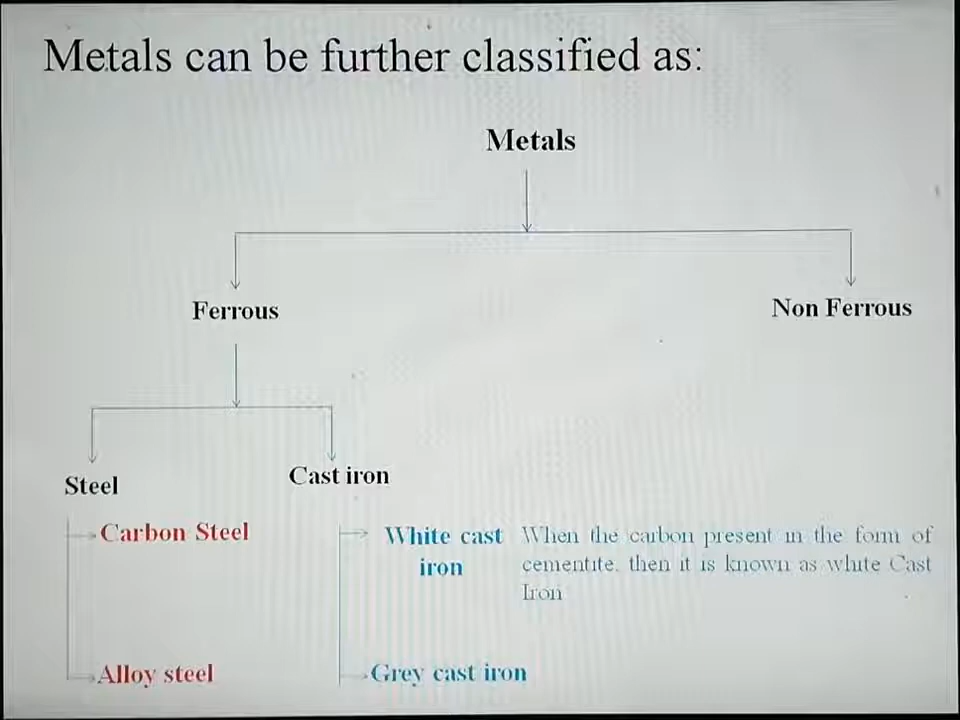 Metals can be further classified as:
Metals
Ferrous
Non Ferrous
Steel
Cast iron
Carbon Steel
White cast
iron
When the carbon present in the form of
cementite, then it is known as white Cast
Iron
Alloy steel
Grey cast iron